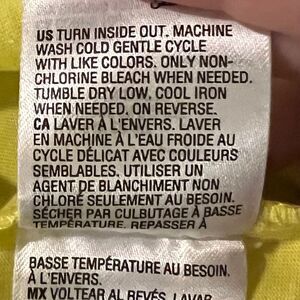 US TURN INSIDE OUT. MACHINE
WASH COLD GENTLE CYCLE
WITH LIKE COLORS. ONLY NON-
CHLORINE BLEACH WHEN NEEDED.
TUMBLE DRY LOW. COOL IRON
WHEN NEEDED, ON REVERSE.
CA LAVER À L'ENVERS. LAVER
EN MACHINE À L'EAU FROIDE AU
CYCLE DÉLICAT AVEC COULEURS
SEMBLABLES. UTILISER UN
AGENT DE BLANCHIMENT NON
CHLORÉ SEULEMENT AU BESOIN.
SÉCHER PAR CULBUTAGE À BASSE
TEMPÉRATURE. REPASSER À
BASSE TEMPÉRATURE AU BESOIN,
À L'ENVERS.
MX VOLTEAR AL REVÉS. LAVAR